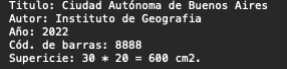 Titulo: Ciudad Autónoma de Buenos Aires
Autor: Instituto de Geografia
Año: 2022
Cód. de barras: 8888
Supericie: 30 * 20 = 600 cm2.